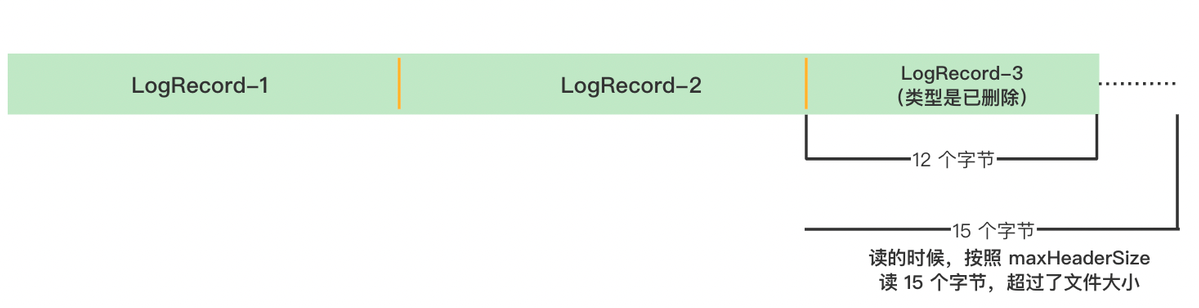 LogRecord-1
LogRecord-2
LogRecord-3
（类型是已删除）
12 个字节
15 个字节
读的时候，按照 maxHeaderSize
读 15 个字节，超过了文件大小